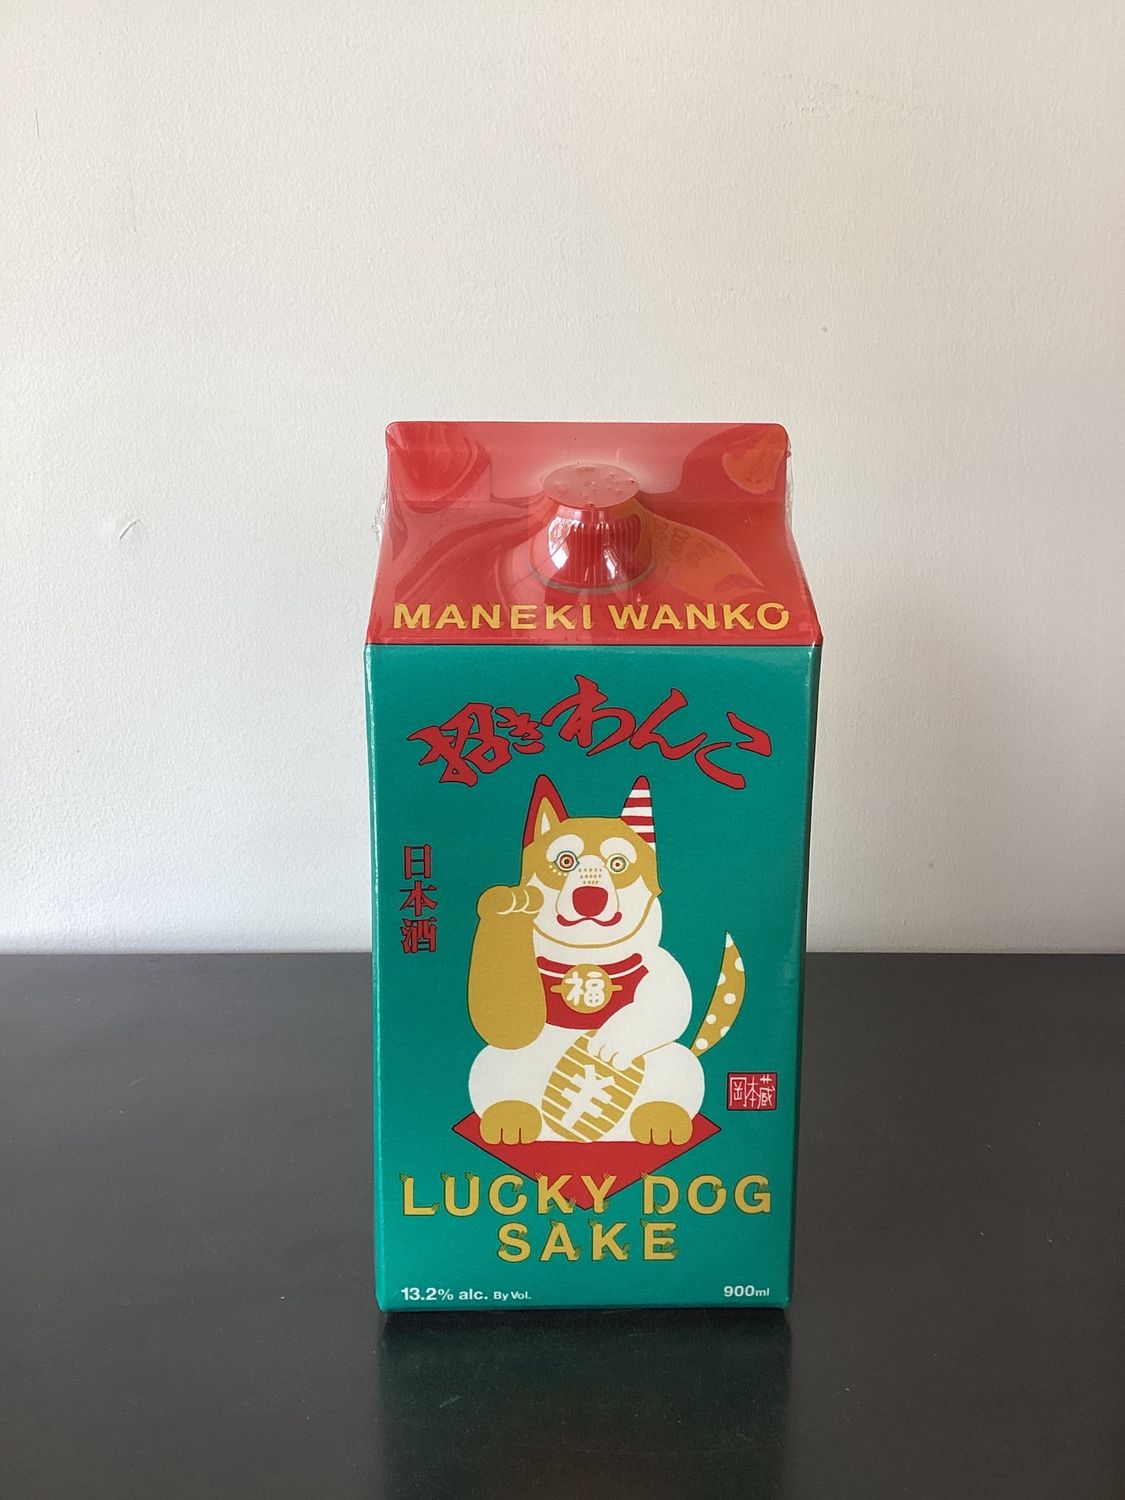 MANEKI WANKO
招きわんこ
日本酒
福
岡本蔵
LUCKY DOG
SAKE
13.2% alc. By Vol.
900ml